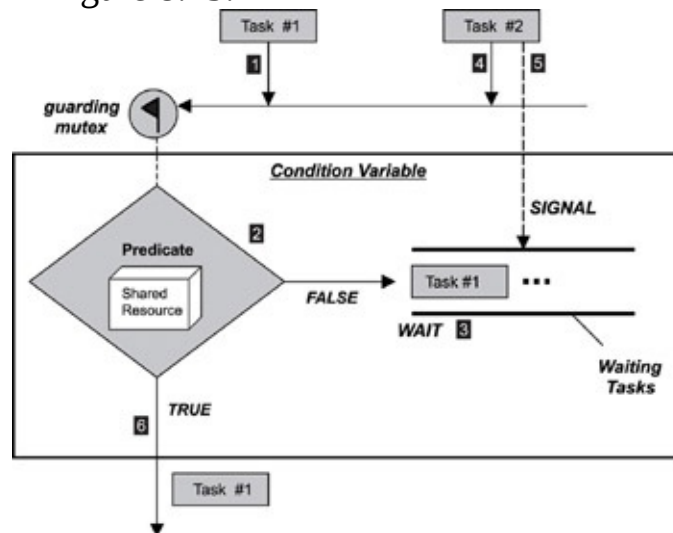 Task #1
Task #2
1
4
5
guarding
mutex
Condition Variable
SIGNAL
2
Predicate
Shared
Resource
FALSE
Task #1
WAIT 3
Waiting
Tasks
TRUE
6
Task #1